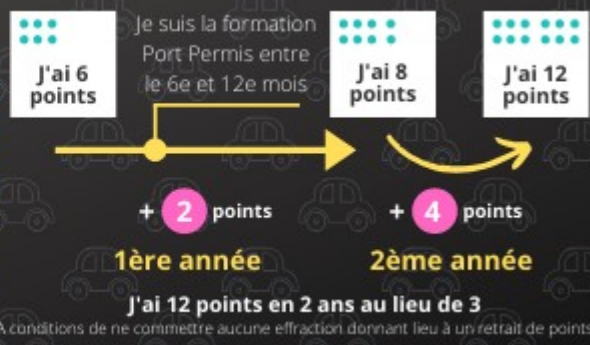 J'ai 6
points
Je suis la formation
Port Permis entre
le 6e et 12e mois
J'ai 8
points
J'ai 12
points
+ 2 points
+ 4 points
1ère année
2ème année
J'ai 12 points en 2 ans au lieu de 3
A conditions de ne commettre aucune effraction donnant lieu à un retrait de points